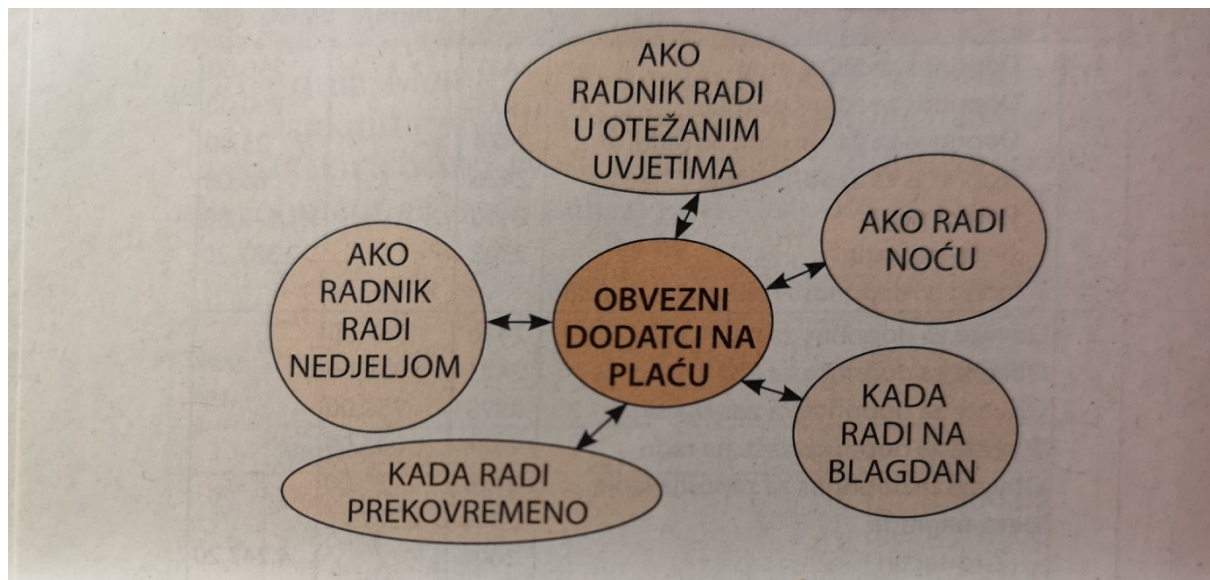 AKO
RADNIK RADI
U OTEŽANIM
UVJETIMA
AKO RADI
NOĆU
AKO
RADNIK
RADI
NEDJELJOM
OBVEZNI
DODATCI NA
PLAĆU
KADA
RADI NA
BLAGDAN
KADA RADI
PREKOVREMENO